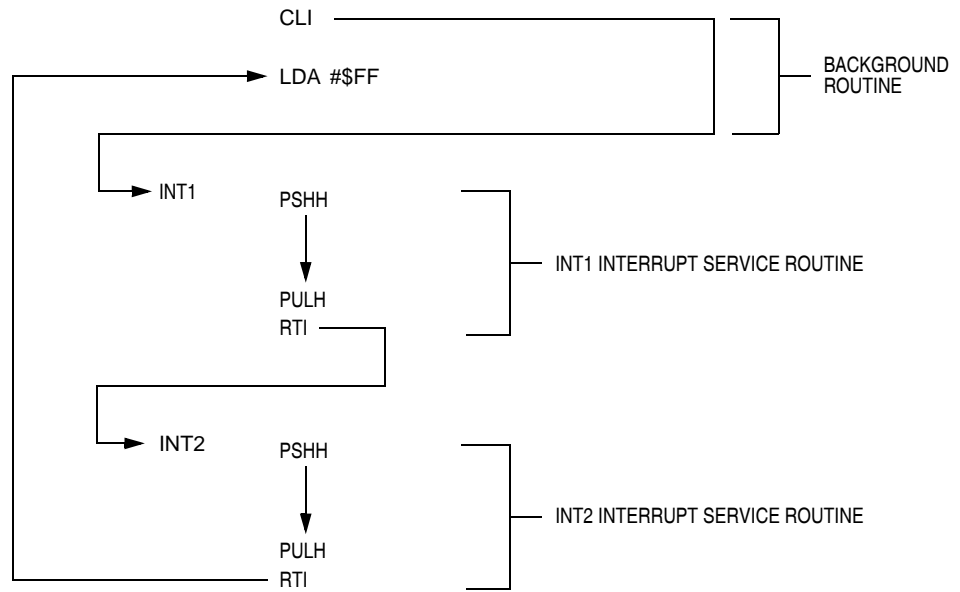 CLI
LDA #$FF
BACKGROUND
ROUTINE
INT1
PSHH
INT1 INTERRUPT SERVICE ROUTINE
PULH
RTI
INT2
PSHH
INT2 INTERRUPT SERVICE ROUTINE
PULH
RTI